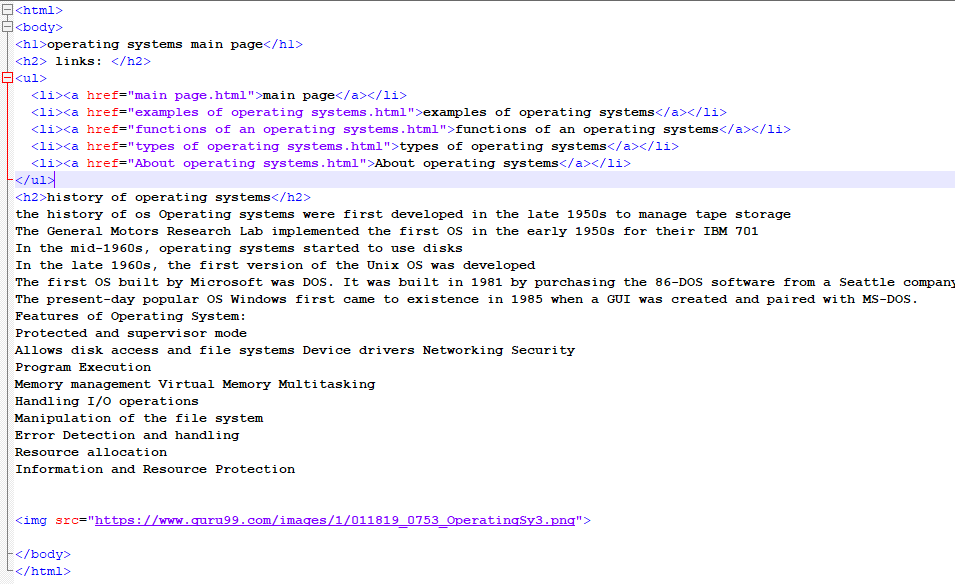 <html>
<body>
<h1>operating systems main page</h1>
<h2> links: </h2>
<ul>
<li><a href="main page.html">main page</a></li>
<li><a href="examples of operating systems.html">examples of operating systems</a></li>
<li><a href="functions of an operating systems.html">functions of an operating systems</a></li>
<li><a href="types of operating systems.html">types of operating systems</a></li>
<li><a href="About operating systems.html">About operating systems</a></li>
</ul>
<h2>history of operating systems</h2>
the history of os Operating systems were first developed in the late 1950s to manage tape storage
The General Motors Research Lab implemented the first OS in the early 1950s for their IBM 701
In the mid-1960s, operating systems started to use disks
In the late 1960s, the first version of the Unix OS was developed
The first OS built by Microsoft was DOS. It was built in 1981 by purchasing the 86-DOS software from a Seattle company
The present-day popular OS Windows first came to existence in 1985 when a GUI was created and paired with MS-DOS.
Features of Operating System:
Protected and supervisor mode
Allows disk access and file systems Device drivers Networking Security
Program Execution
Memory management Virtual Memory Multitasking
Handling I/O operations
Manipulation of the file system
Error Detection and handling
Resource allocation
Information and Resource Protection
<img src="https://www.guru99.com/images/1/011819_0753_OperatingSy3.png">
</body>
</html>